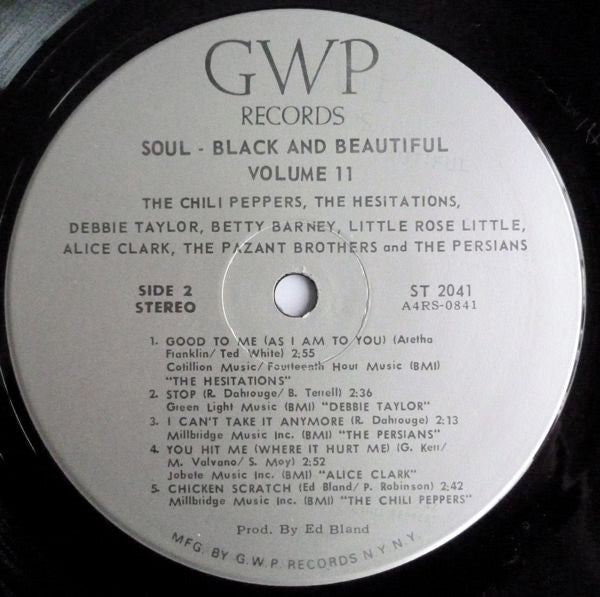 GWP
RECORDS
SOUL - BLACK AND BEAUTIFUL
VOLUME 11
THE CHILI PEPPERS, THE HESITATIONS,
DEBBIE TAYLOR, BETTY BARNEY, LITTLE ROSE LITTLE,
ALICE CLARK, THE PAZANT BROTHERS and THE PERSIANS
SIDE 2 ST 2041
STEREO A4RS-0841
1. GOOD TO ME (AS I AM TO YOU) (Aretha
Franklin/ Ted White) 2:55
Cotillion Music/ Fourteenth Hour Music (BMI)
"THE HESITATIONS"
2. STOP (R. Dahrouge/ B. Terrell) 2:36
Green Light Music (BMI) "DEBBIE TAYLOR"
3. I CAN'T TAKE IT ANYMORE (R. Dahrouge) 2:13
Millbridge Music Inc. (BMI) "THE PERSIANS"
4. YOU HIT ME (WHERE IT HURT ME) (G. Kerr/
M. Valvano/ S. Moy) 2:52
Jobete Music Inc. (BMI) "ALICE CLARK"
5. CHICKEN SCRATCH (Ed Bland/ P. Robinson) 2:42
Millbridge Music Inc. (BMI) "THE CHILI PEPPERS"
Prod. By Ed Bland
MFG. BY G.W.P. RECORDS N.Y. N.Y.